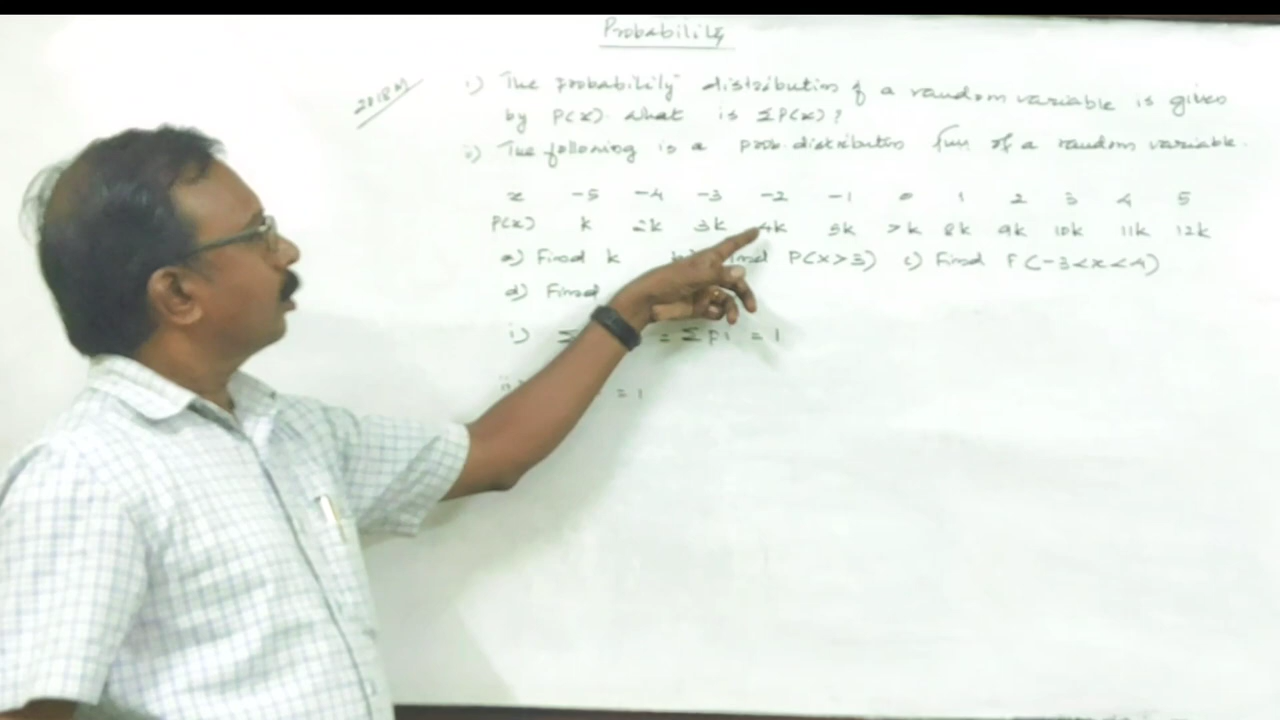 Probability
2018 M
i) The probability distribution of a random variable is given
by P(x). what is ΣP(x)?
ii) The following is a prob. distribution fun of a random variable.
x -5 -4 -3 -2 -1 0 1 2 3 4 5
P(x) k 2k 3k 4k 5k 7k 8k 9k 10k 11k 12k
a) Find k P(x>3) c) Find P(-3<x<4)
d) Find
i) Σ = Σpi = 1
= 1